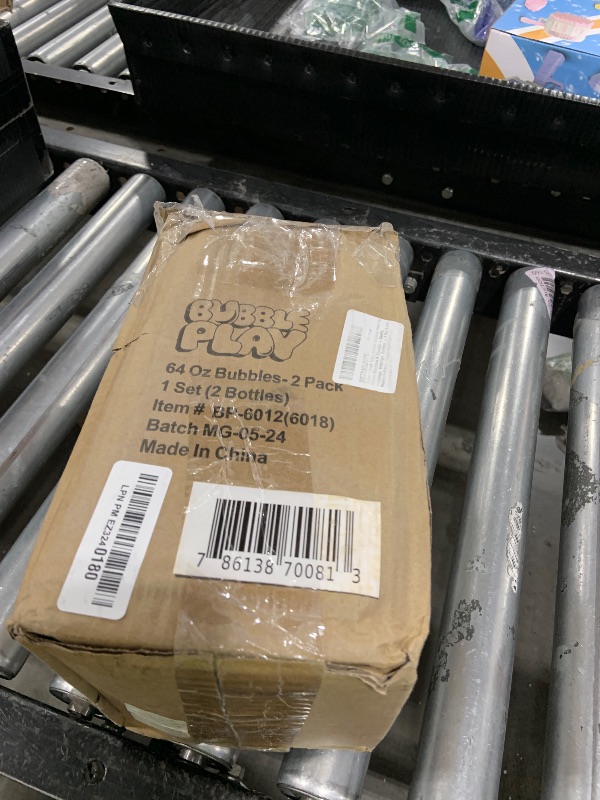 BUBBLE
PLAY
64 Oz Bubbles- 2 Pack
1 Set (2 Bottles)
Item # BP-6012(6018)
Batch MG-05-24
Made In China
LPN PM EZ3240180
7 86138 70081 3